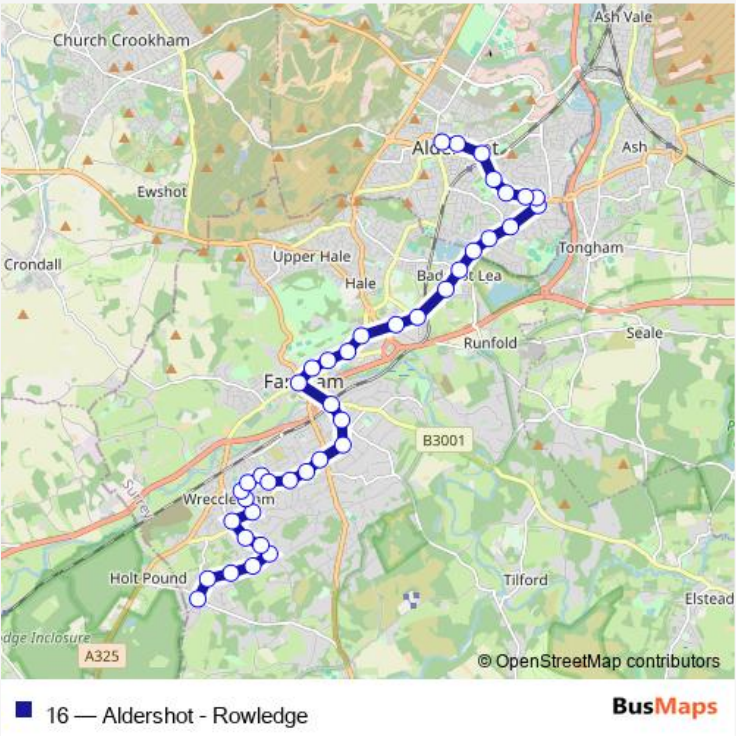 Ash Vale
Church Crookham
Ash
Ewshot
Tongham
Upper Hale
Crondall
Hale
Seale
Runfold
B3001
Holt Pound
Tilford
Elstead
Surrey
A325
© OpenStreetMap contributors
16 — Aldershot - Rowledge
BusMaps